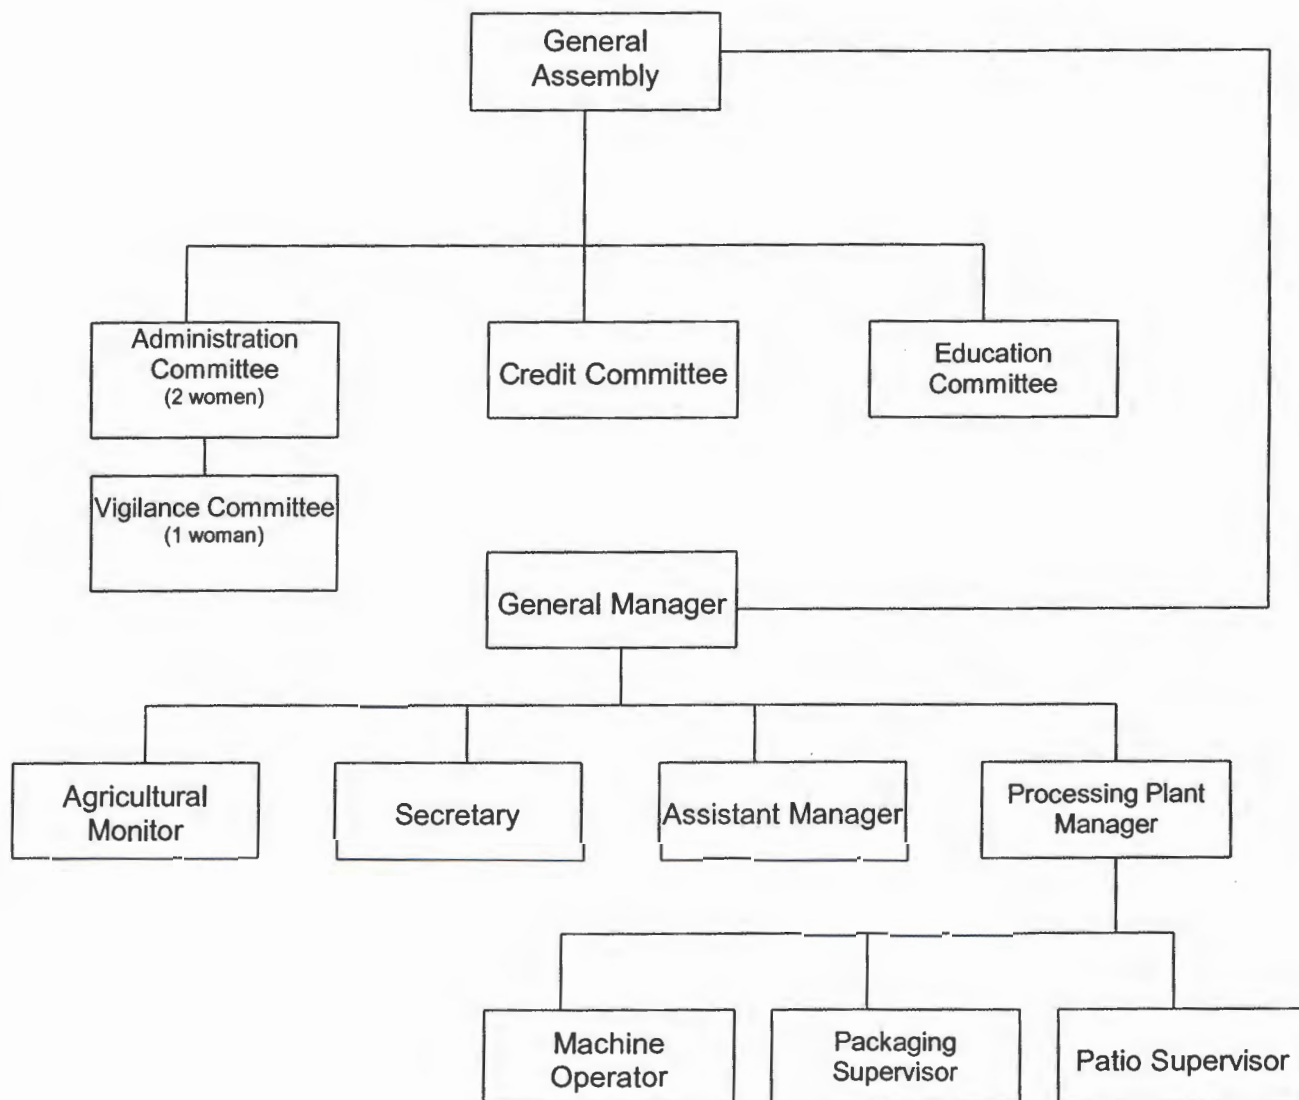 General
Assembly
Administration
Committee
(2 women)
Credit Committee
Education
Committee
Vigilance Committee
(1 woman)
General Manager
Agricultural
Monitor
Secretary
Assistant Manager
Processing Plant
Manager
Machine
Operator
Packaging
Supervisor
Patio Supervisor